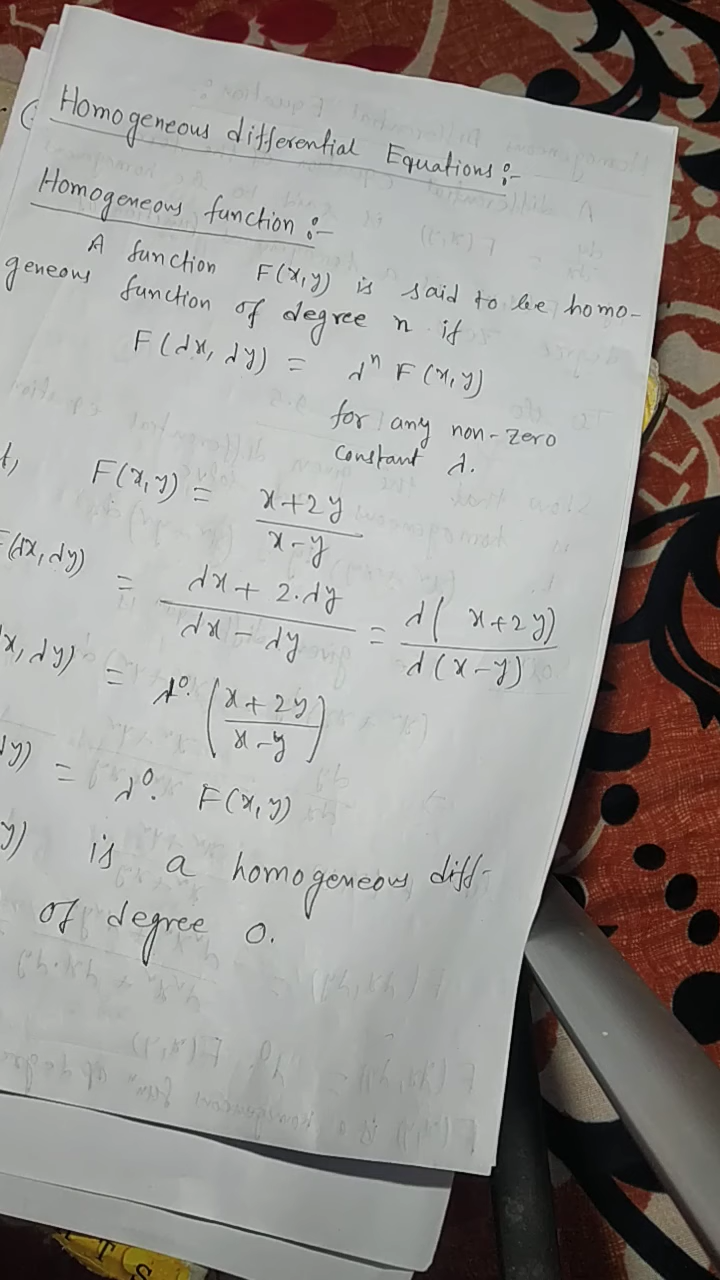 Homogeneous differential Equations :-
Homogeneous function :-
A function F(x,y) is said to be homo-
geneous function of degree n if
F(λx, λy) = λⁿ F(x,y)
for any non-zero
constant λ.
t, F(x,y) = x+2y / x-y
F(λx, λy) = λx + 2.λy / λx - λy = λ( x+2y) / λ(x-y)
x, λy) = λ⁰. (x+2y / x-y)
λy) = λ⁰. F(x,y)
y) is a homogeneous diff-
of degree 0.